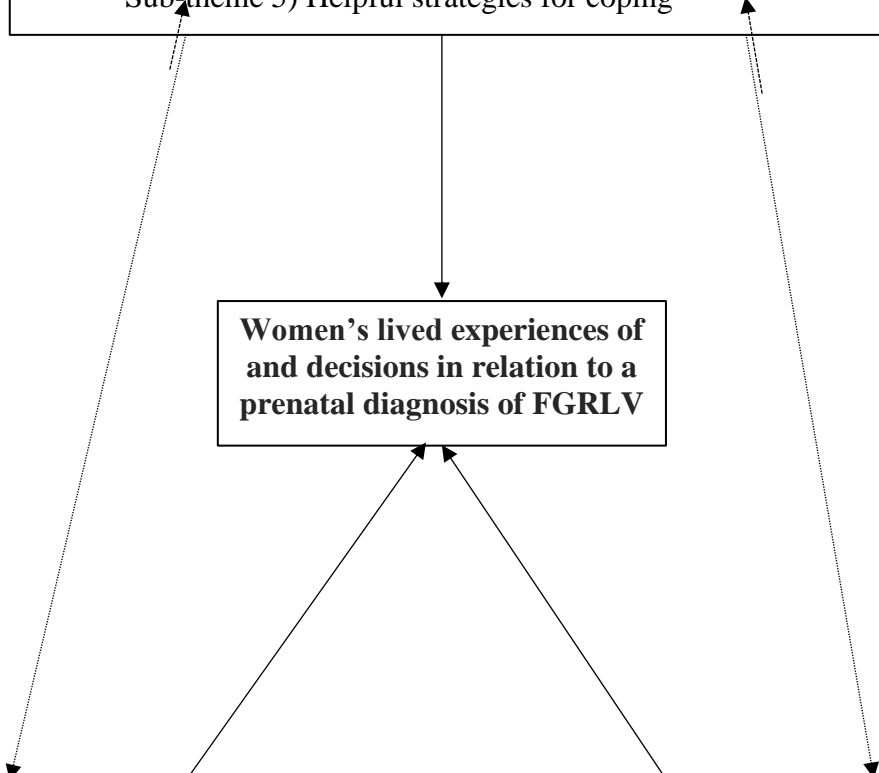 Sub-theme 3) Helpful strategies for coping
Women's lived experiences of
and decisions in relation to a
prenatal diagnosis of FGRLV